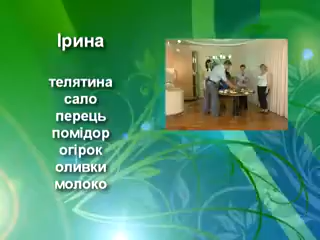 Ірина
телятина
сало
перець
помідор
огірок
оливки
молоко